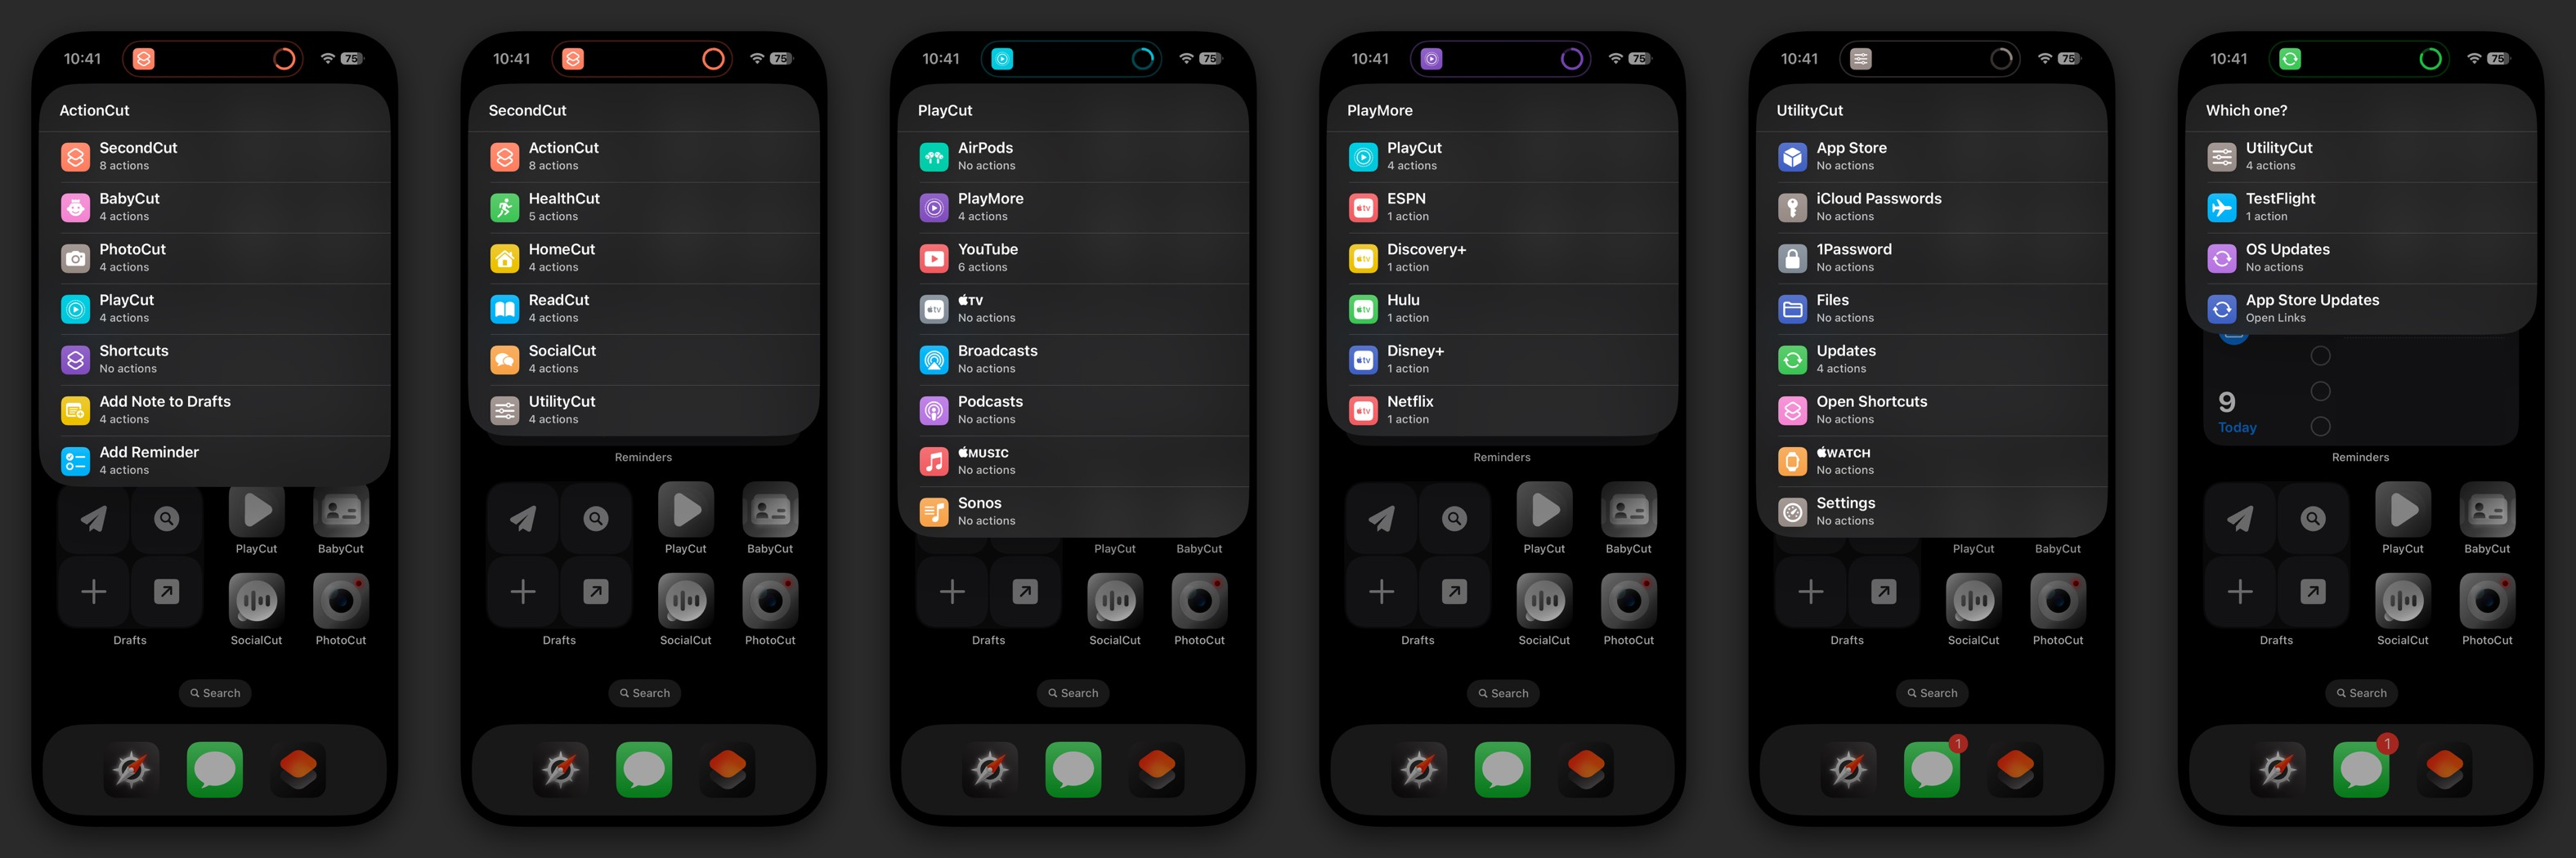 10:41
75
ActionCut
SecondCut
8 actions
BabyCut
4 actions
PhotoCut
4 actions
PlayCut
4 actions
Shortcuts
No actions
Add Note to Drafts
4 actions
Add Reminder
4 actions
PlayCut
BabyCut
Drafts
SocialCut
PhotoCut
Search
10:41
75
SecondCut
ActionCut
8 actions
HealthCut
5 actions
HomeCut
4 actions
ReadCut
4 actions
SocialCut
4 actions
UtilityCut
4 actions
Reminders
PlayCut
BabyCut
Drafts
SocialCut
PhotoCut
Search
10:41
75
PlayCut
AirPods
No actions
PlayMore
4 actions
YouTube
6 actions
tv
TV
No actions
Broadcasts
No actions
Podcasts
No actions
MUSIC
No actions
Sonos
No actions
PlayCut
BabyCut
Drafts
SocialCut
PhotoCut
Search
10:41
75
PlayMore
PlayCut
4 actions
tv
ESPN
1 action
tv
Discovery+
1 action
tv
Hulu
1 action
tv
Disney+
1 action
tv
Netflix
1 action
Reminders
PlayCut
BabyCut
Drafts
SocialCut
PhotoCut
Search
10:41
75
UtilityCut
App Store
No actions
iCloud Passwords
No actions
1Password
No actions
Files
No actions
Updates
4 actions
Open Shortcuts
No actions
WATCH
No actions
Settings
No actions
PlayCut
BabyCut
Drafts
SocialCut
PhotoCut
Search
1
10:41
75
Which one?
UtilityCut
4 actions
TestFlight
1 action
OS Updates
No actions
App Store Updates
Open Links
9
Today
Reminders
PlayCut
BabyCut
Drafts
SocialCut
PhotoCut
Search
1